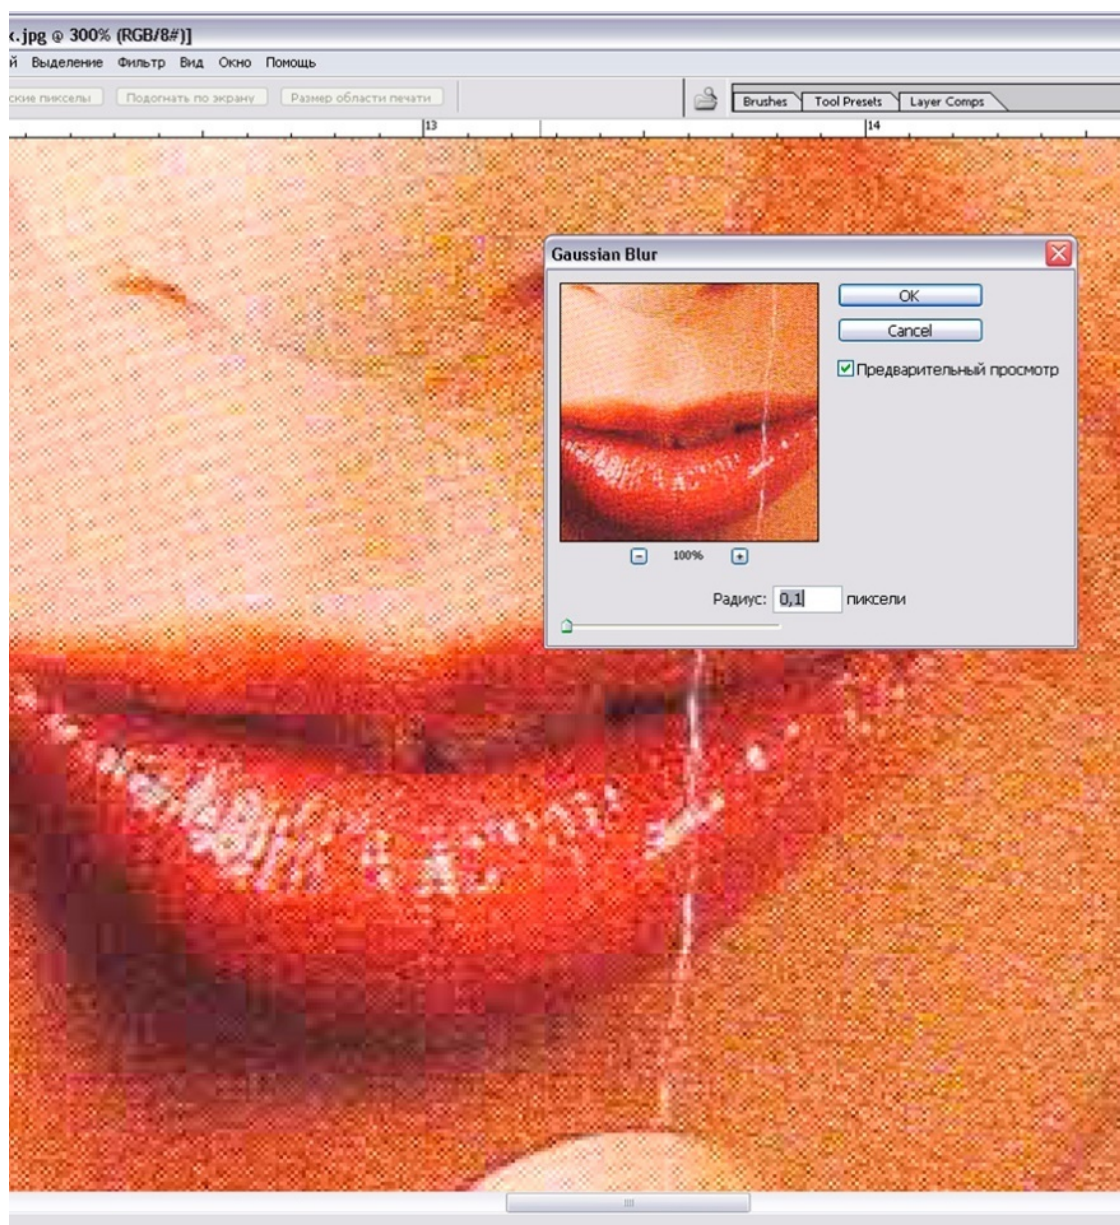 x.jpg @ 300% (RGB/8#)]
й Выделение Фильтр Вид Окно Помощь
ские пикселы Подогнать по экрану Размер области печати Brushes Tool Presets Layer Comps
13 14
Gaussian Blur
OK
Cancel
Предварительный просмотр
100%
Радиус: 0,1 пиксели